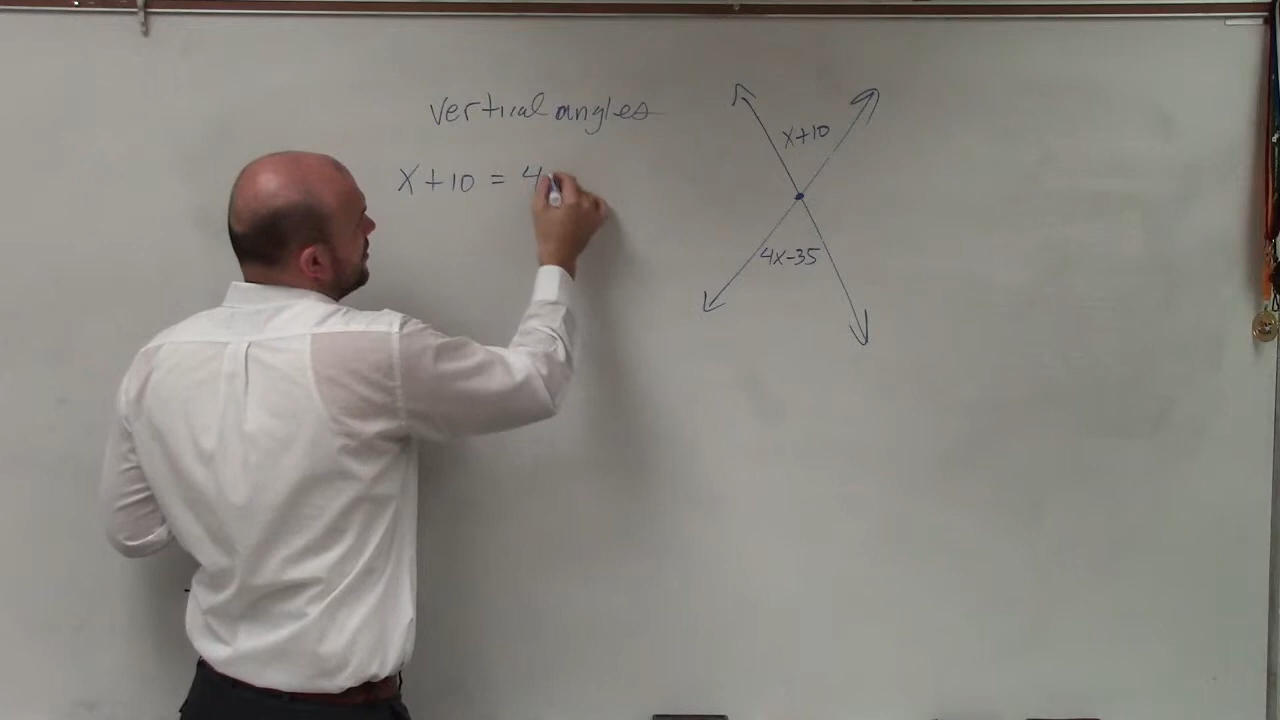 vertical angles
x+10
x+10 = 4
4x-35